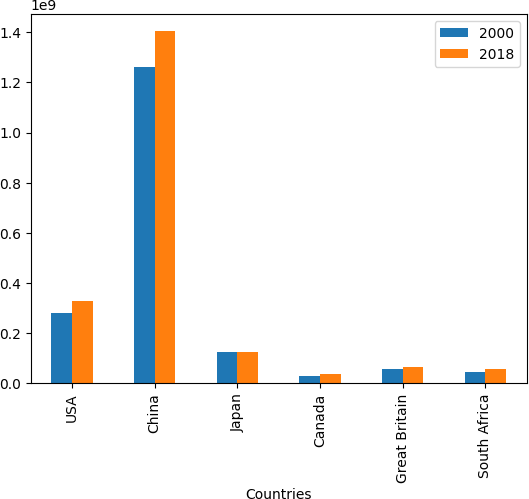 1e9
2000
2018
1.4
1.2
1.0
0.8
0.6
0.4
0.2
0.0
USA
China
Japan
Canada
Great Britain
South Africa
Countries